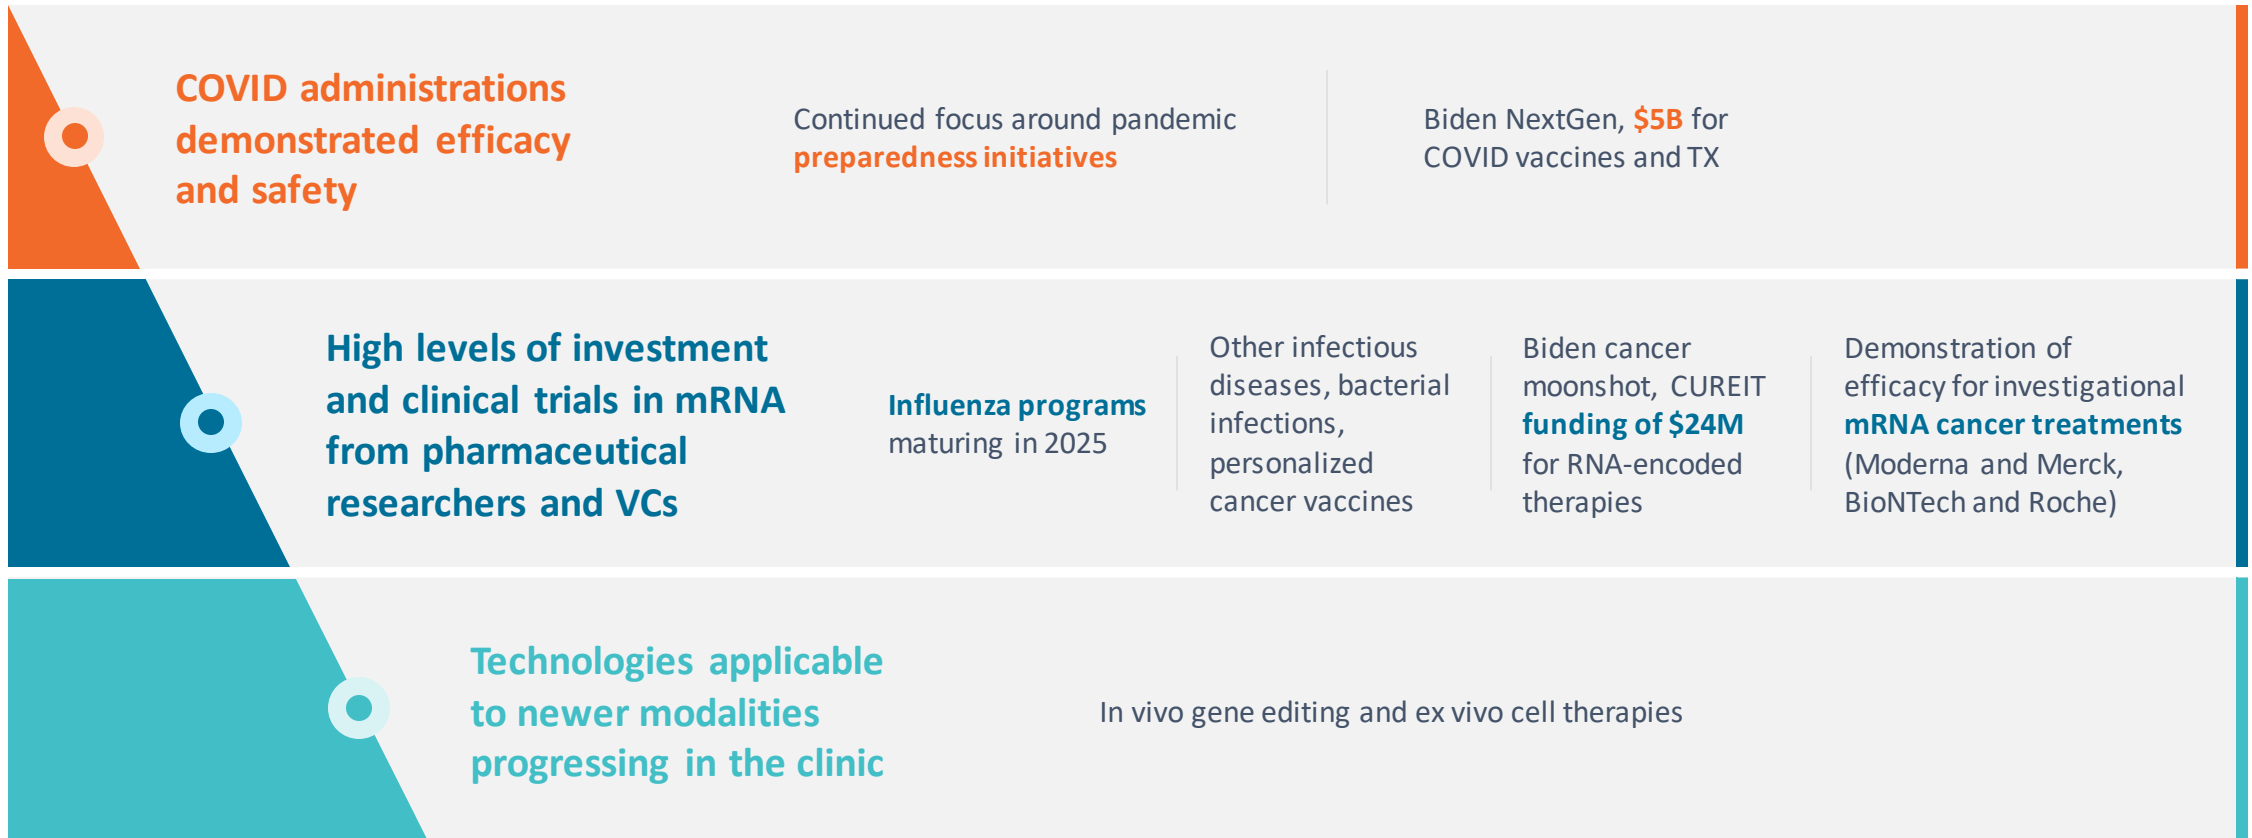 COVID administrations
demonstrated efficacy
and safety
Continued focus around pandemic
preparedness initiatives
Biden NextGen, $5B for
COVID vaccines and TX
High levels of investment
and clinical trials in mRNA
from pharmaceutical
researchers and VCs
Influenza programs
maturing in 2025
Other infectious
diseases, bacterial
infections,
personalized
cancer vaccines
Biden cancer
moonshot, CUREIT
funding of $24M
for RNA-encoded
therapies
Demonstration of
efficacy for investigational
mRNA cancer treatments
(Moderna and Merck,
BioNTech and Roche)
Technologies applicable
to newer modalities
progressing in the clinic
In vivo gene editing and ex vivo cell therapies